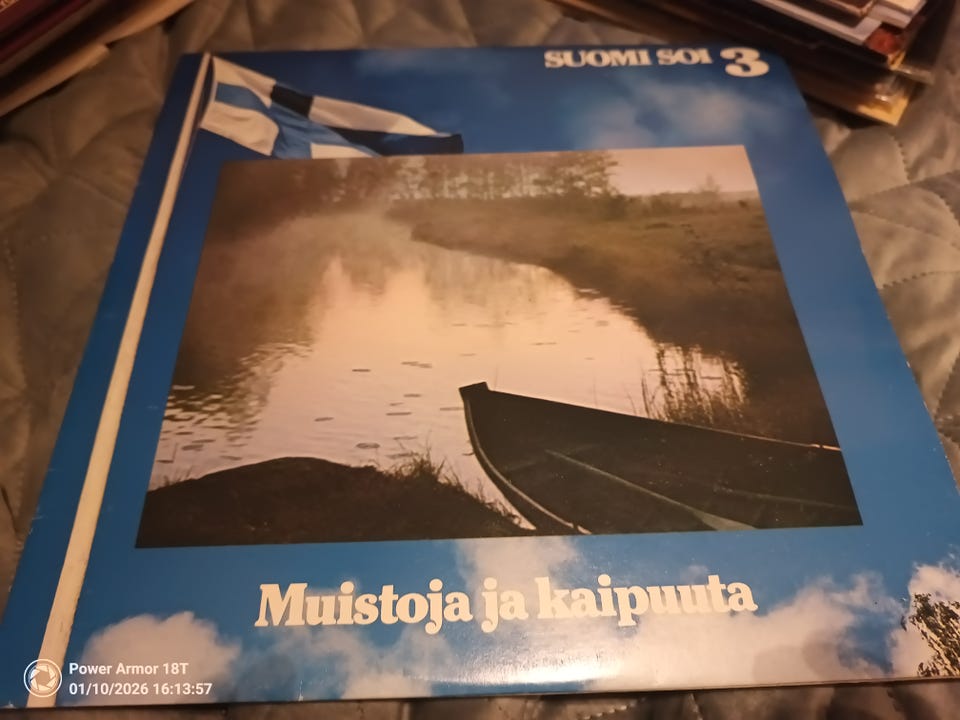 SUOMI SOI 3
Muistoja ja kaipuuta
Power Armor 18T
01/10/2026 16:13:57